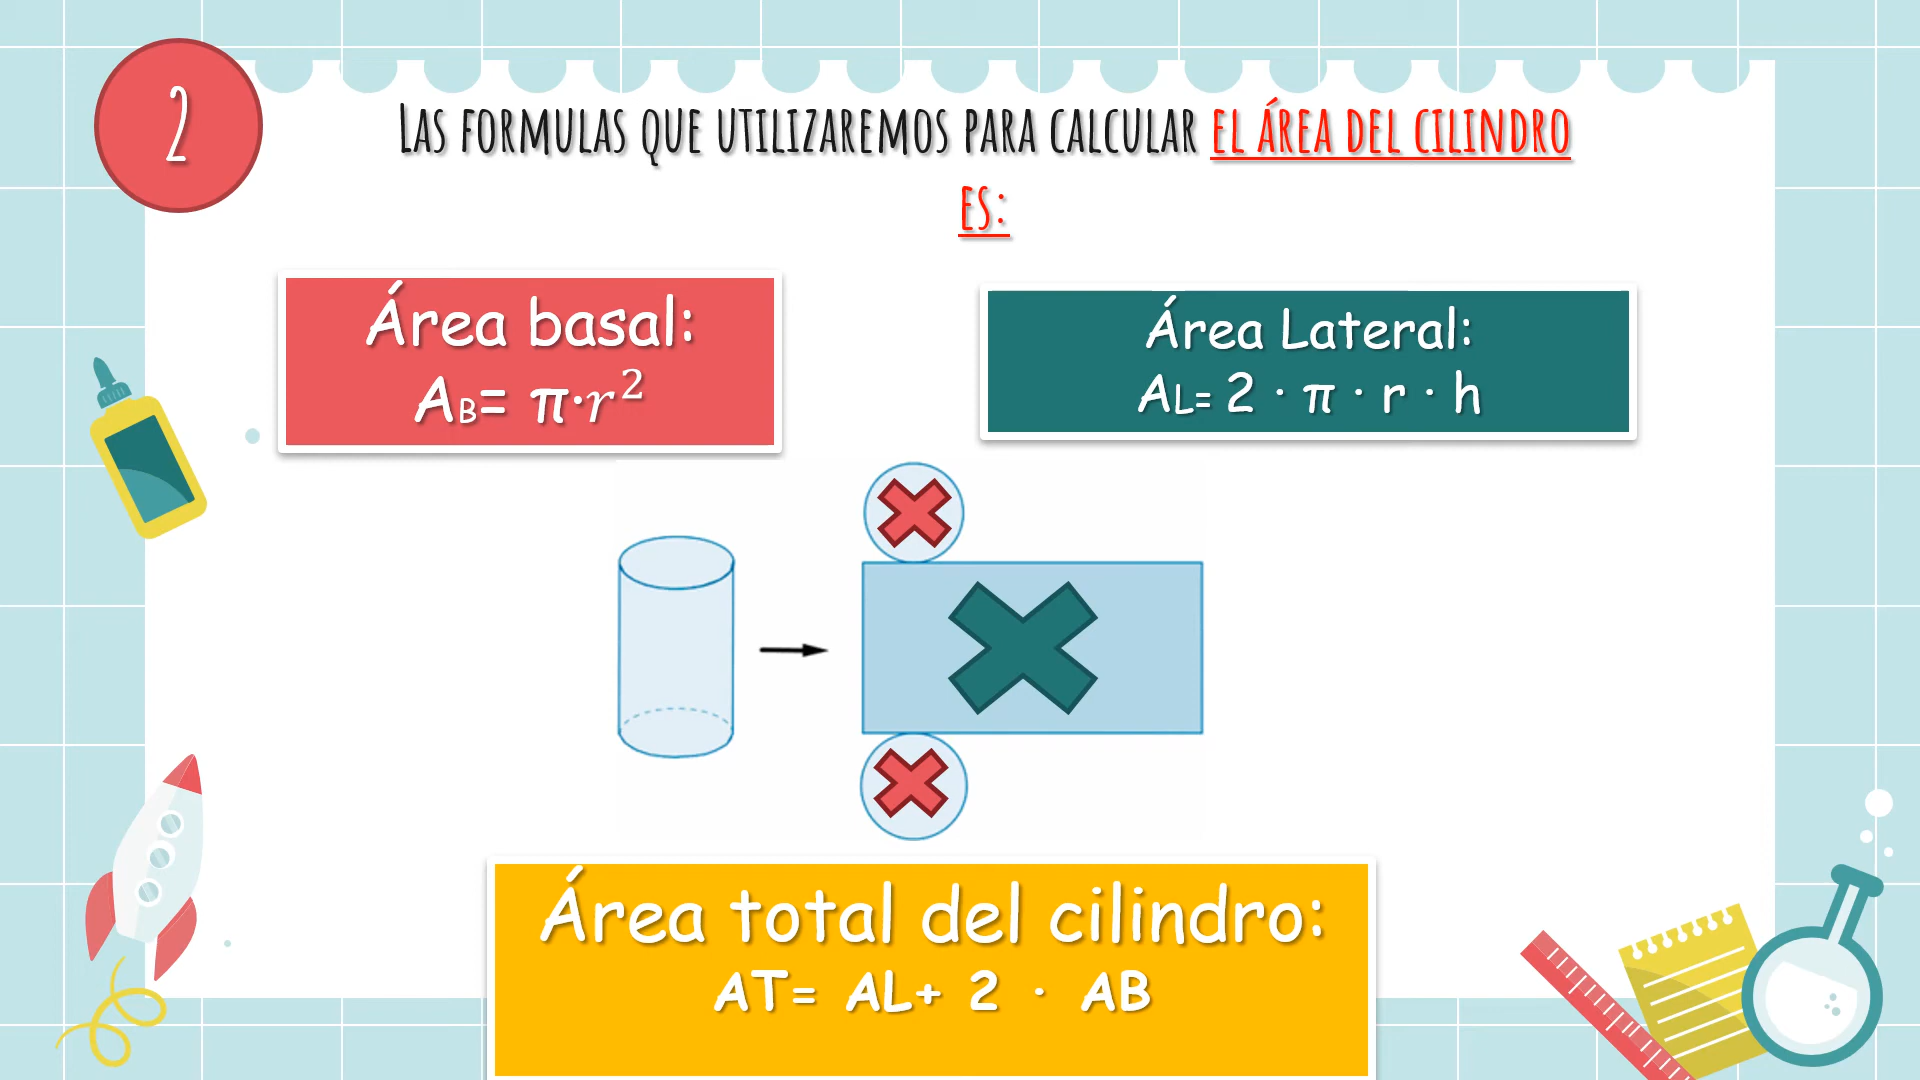 2
Las formulas que utilizaremos para calcular el área del cilindro
es:
Área basal:
AB= π·r²
Área Lateral:
AL= 2 · π · r · h
Área total del cilindro:
AT= AL+ 2 · AB